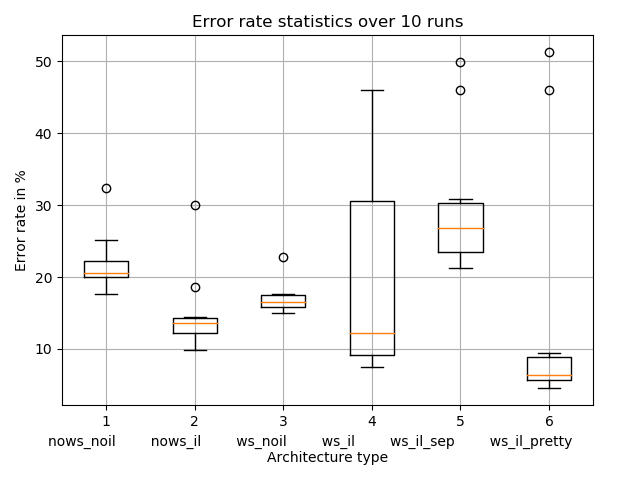 Error rate statistics over 10 runs
Error rate in %
50
40
30
20
10
1 2 3 4 5 6
nows_noil nows_il ws_noil ws_il ws_il_sep ws_il_pretty
Architecture type